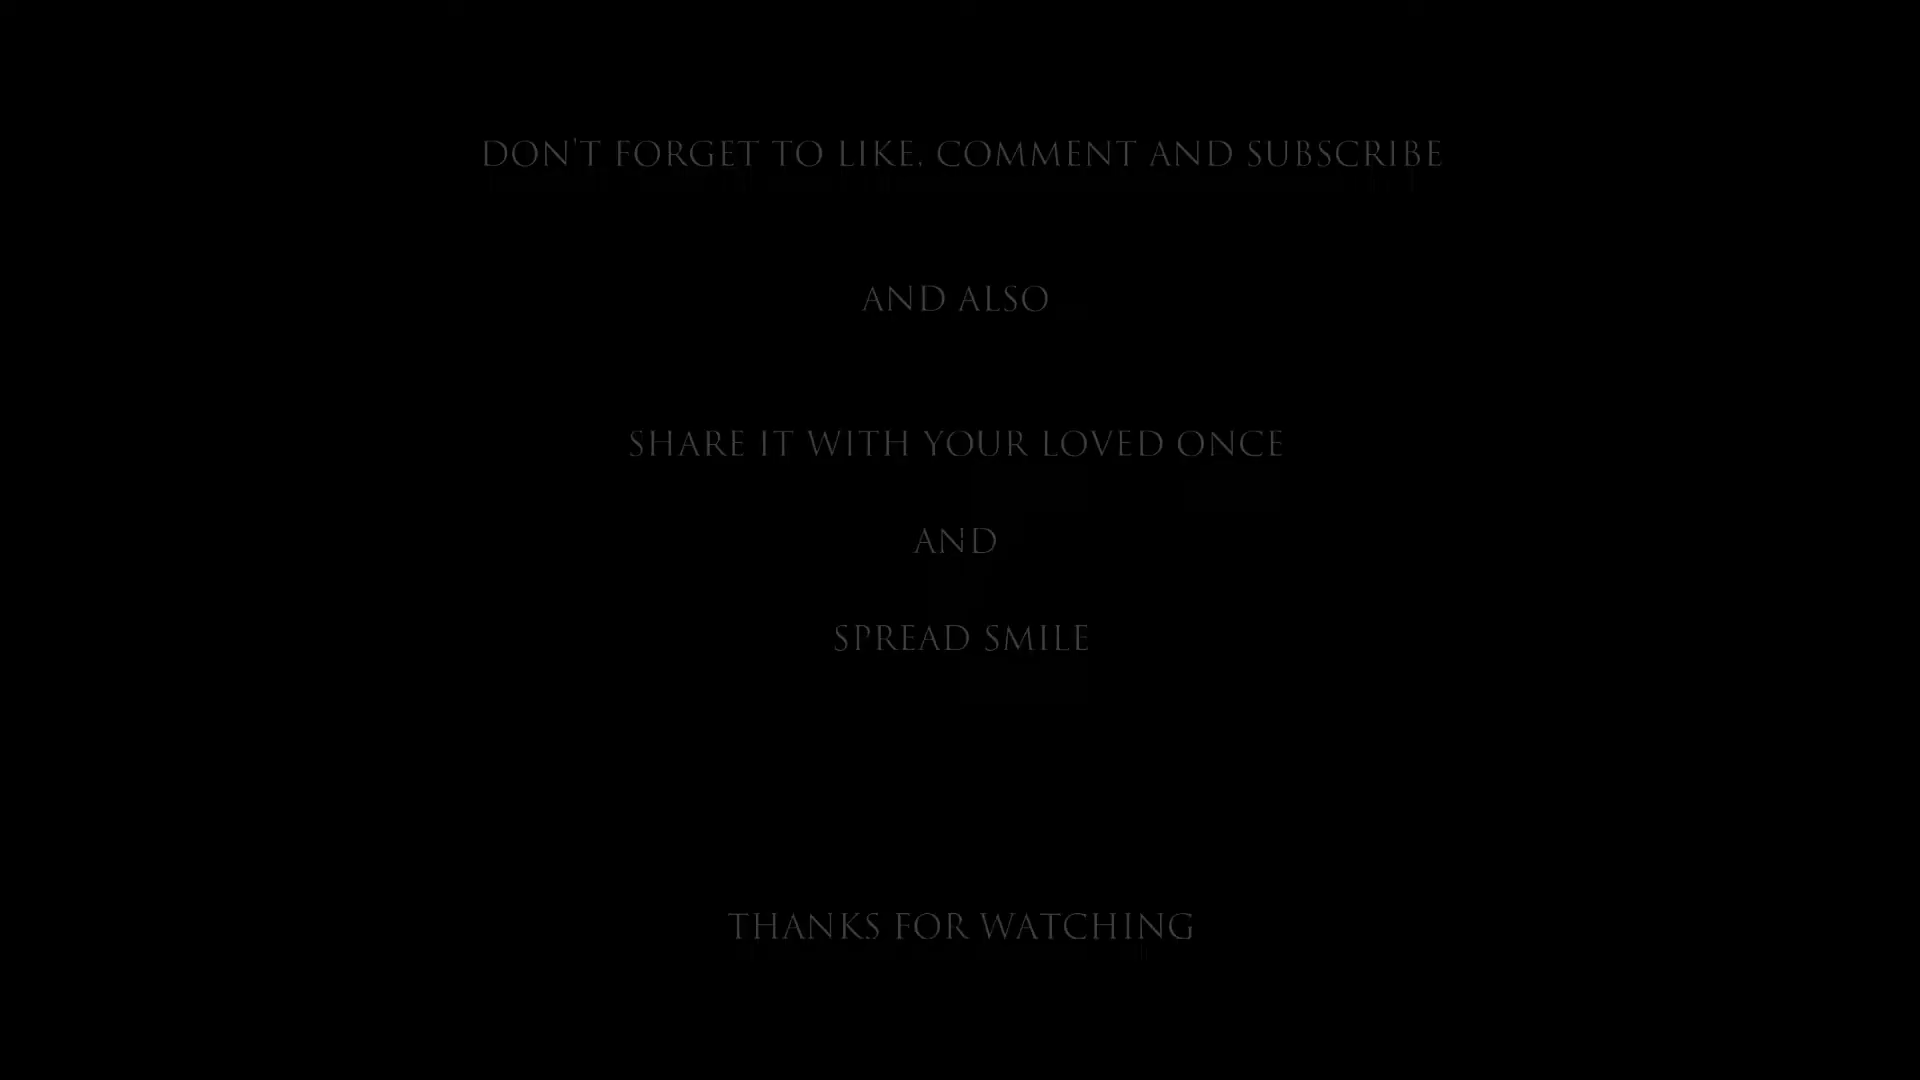 DON'T FORGET TO LIKE, COMMENT AND SUBSCRIBE
AND ALSO
SHARE IT WITH YOUR LOVED ONCE
AND
SPREAD SMILE
THANKS FOR WATCHING